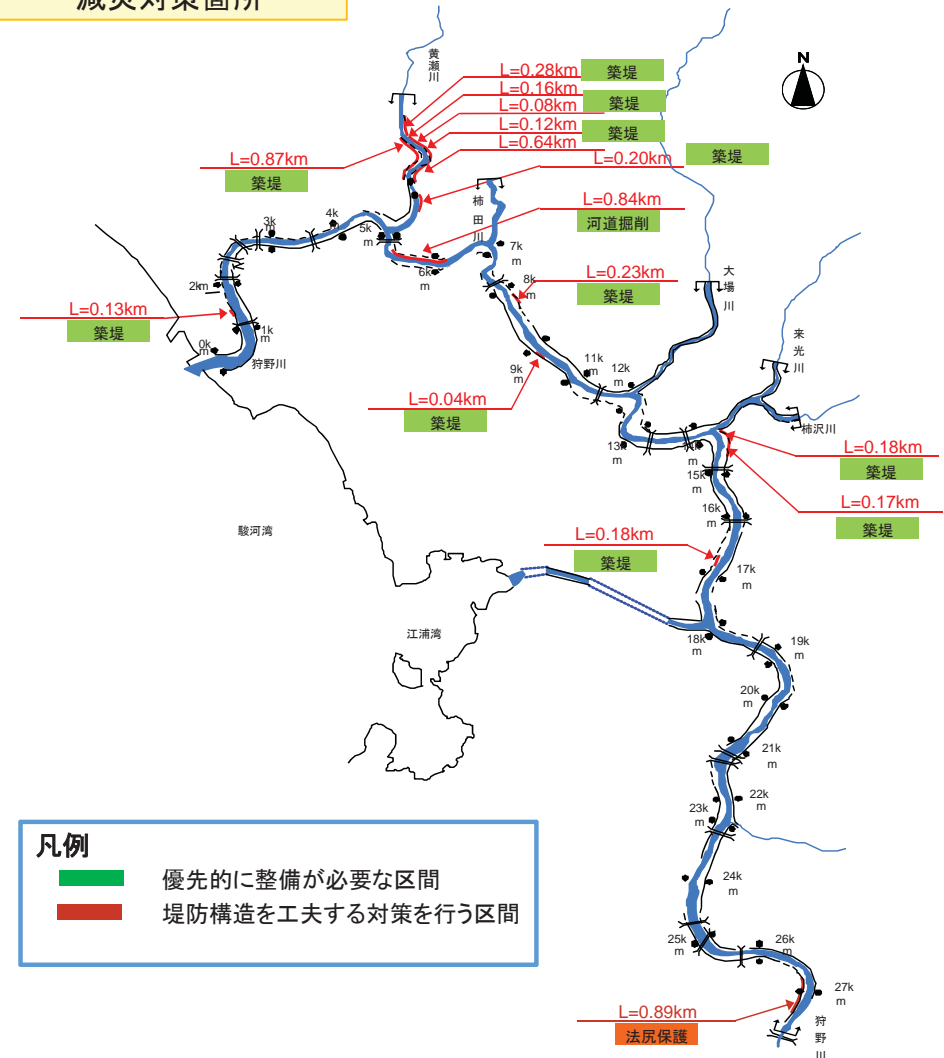 減災対策箇所
N
黄瀬川
L=0.28km 築堤
L=0.16km
築堤
L=0.08km
L=0.12km 築堤
L=0.64km
L=0.87km
築堤
L=0.20km 築堤
柿田川
L=0.84km
河道掘削
3k
m
4k
m
5k
m
6k
m
7k
m
8k
m
L=0.23km
築堤
大場川
2km
L=0.13km
築堤
1k
m
0k
m
狩野川
9k
m
11k
m
12k
m
来光川
L=0.04km
築堤
柿沢川
13k
m
L=0.18km
築堤
15k
m
L=0.17km
築堤
16k
m
駿河湾
L=0.18km
築堤
17k
m
江浦湾
18k
m
19k
m
20k
m
21k
m
22k
m
23k
m
24k
m
25k
m
26k
m
27k
m
L=0.89km
法尻保護
狩野川
凡例
優先的に整備が必要な区間
堤防構造を工夫する対策を行う区間